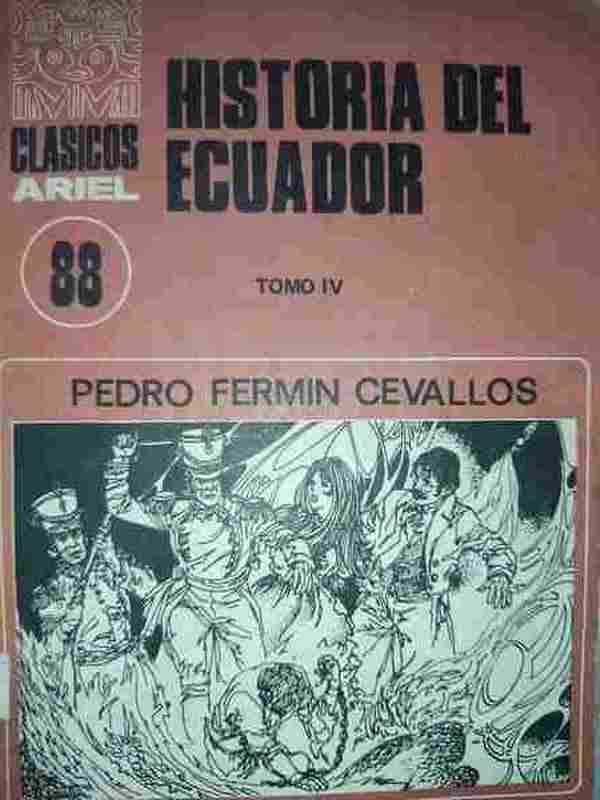 HISTORIA DEL
ECUADOR
CLASICOS
ARIEL
88
TOMO IV
PEDRO FERMIN CEVALLOS